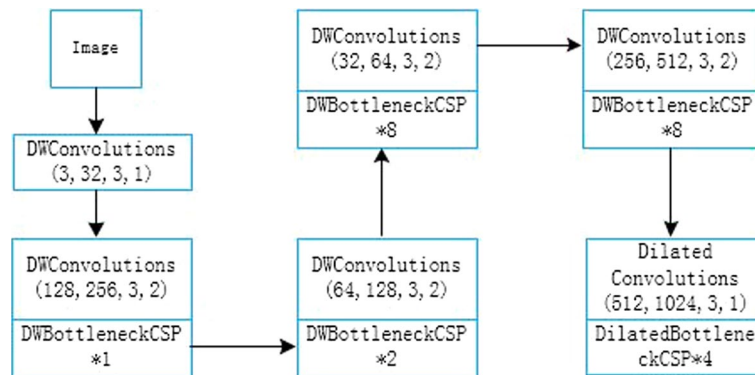 Image
DWConvolutions
(3,32,3,1)
DWConvolutions
(128,256,3,2)
DWBottleneckCSP
*1
DWConvolutions
(64,128,3,2)
DWBottleneckCSP
*2
DWConvolutions
(32,64,3,2)
DWBottleneckCSP
*8
DWConvolutions
(256,512,3,2)
DWBottleneckCSP
*8
Dilated
Convolutions
(512,1024,3,1)
DilatedBottlene
ckCSP*4